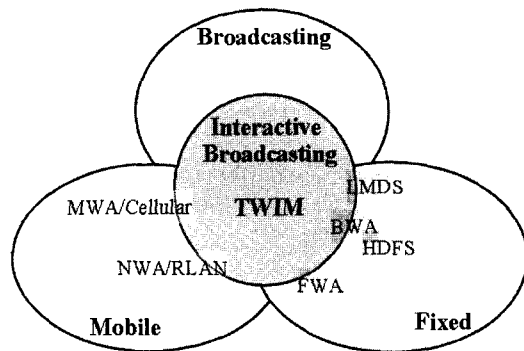 Broadcasting
Interactive
Broadcasting
LMDS
MWA/Cellular
TWIM
BWA
HDFS
NWA/RLAN
FWA
Mobile
Fixed